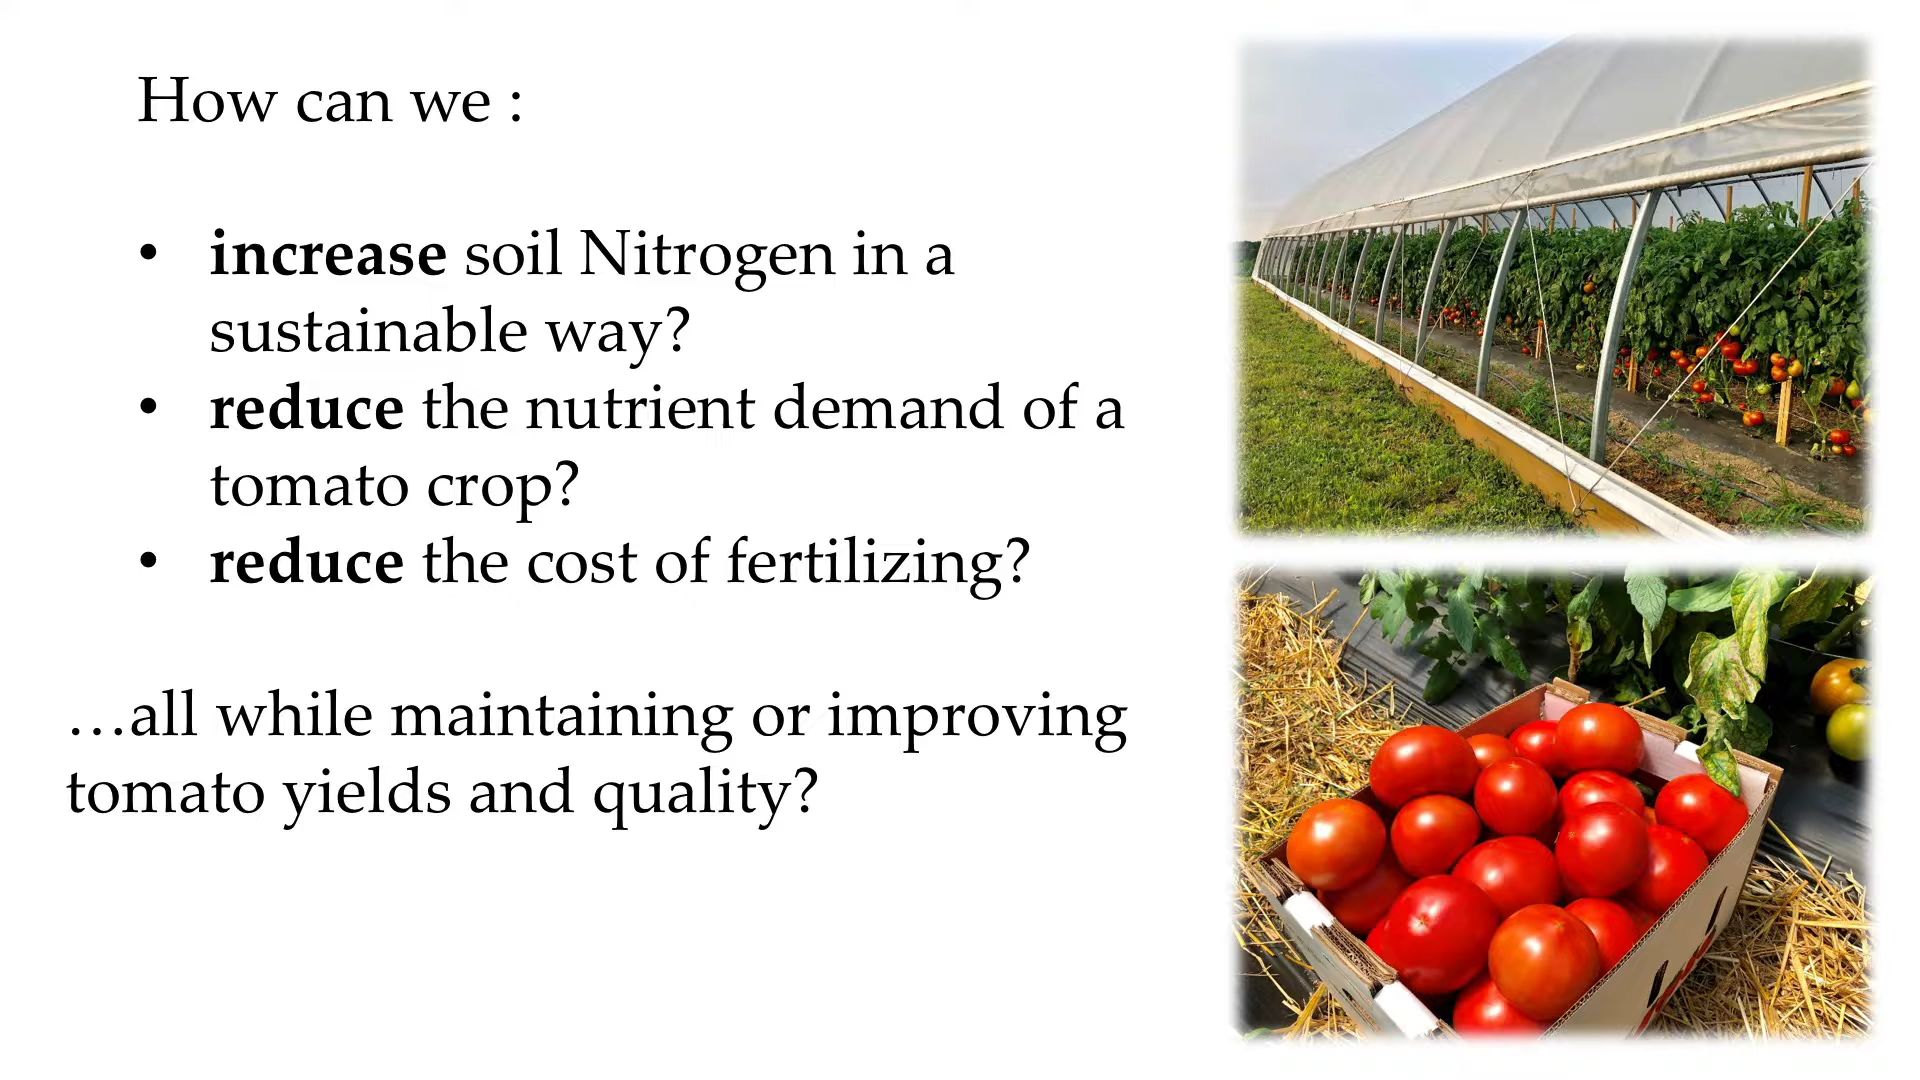 How can we :
• increase soil Nitrogen in a
sustainable way?
• reduce the nutrient demand of a
tomato crop?
• reduce the cost of fertilizing?
…all while maintaining or improving
tomato yields and quality?